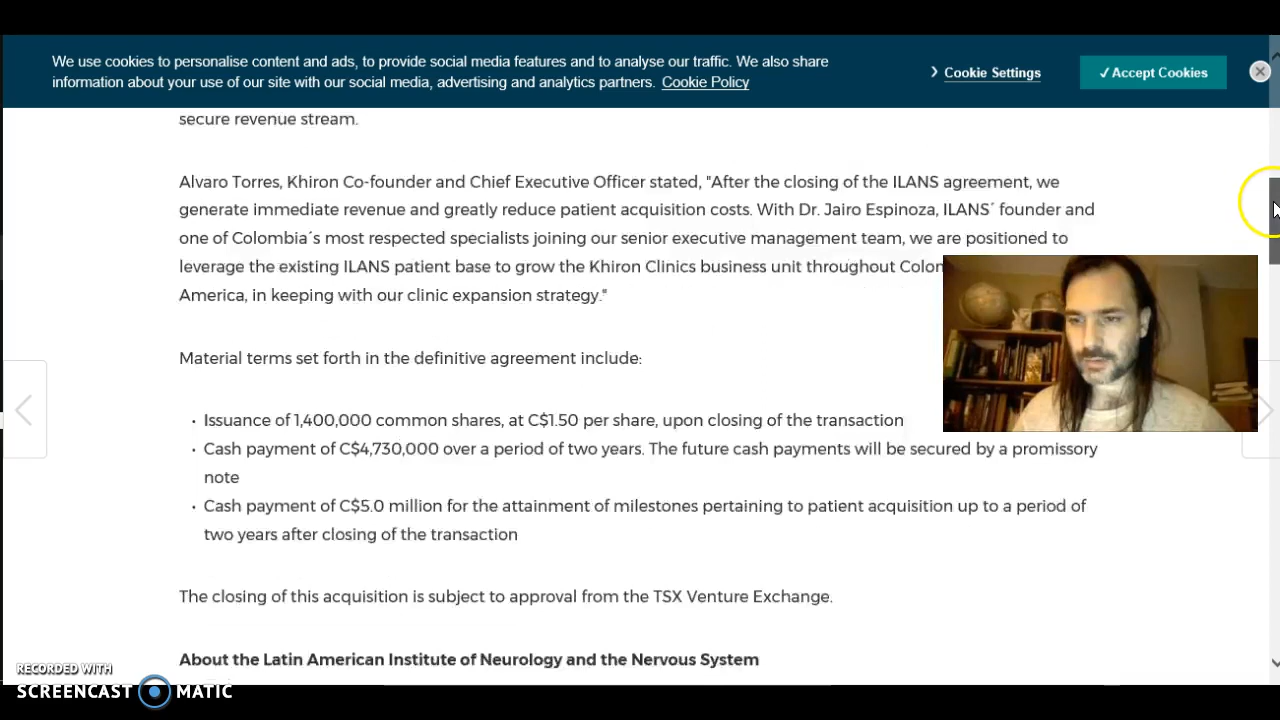 We use cookies to personalise content and ads, to provide social media features and to analyse our traffic. We also share
information about your use of our site with our social media, advertising and analytics partners. Cookie Policy
Cookie Settings
✓Accept Cookies
secure revenue stream.
Alvaro Torres, Khiron Co-founder and Chief Executive Officer stated, "After the closing of the ILANS agreement, we
generate immediate revenue and greatly reduce patient acquisition costs. With Dr. Jairo Espinoza, ILANS´ founder and
one of Colombia´s most respected specialists joining our senior executive management team, we are positioned to
leverage the existing ILANS patient base to grow the Khiron Clinics business unit throughout
America, in keeping with our clinic expansion strategy."
Material terms set forth in the definitive agreement include:
• Issuance of 1,400,000 common shares, at C$1.50 per share, upon closing of the transaction
• Cash payment of C$4,730,000 over a period of two years. The future cash payments will be secured by a promissory
note
• Cash payment of C$5.0 million for the attainment of milestones pertaining to patient acquisition up to a period of
two years after closing of the transaction
The closing of this acquisition is subject to approval from the TSX Venture Exchange.
About the Latin American Institute of Neurology and the Nervous System
RECORDED WITH
SCREENCAST MATIC